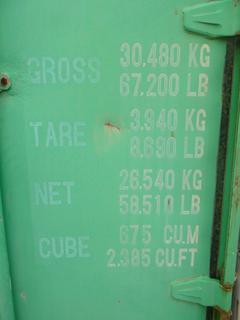 GROSS 30.480 KG
67.200 LB
TARE 3.940 KG
8.690 LB
NET 26.540 KG
58.510 LB
CUBE 67.5 CU.M
2.385 CU.FT